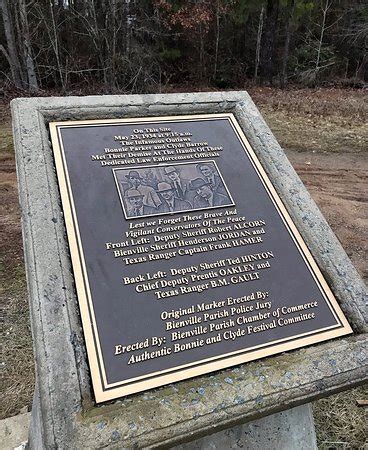 On This Site
May 23, 1934 at 9:15 a.m.
The Infamous Outlaws
Bonnie Parker and Clyde Barrow
Met Their Demise At The Hands Of These
Dedicated Law Enforcement Officials
Lest we Forget These Brave And
Vigilant Conservators Of The Peace
Front Left: Deputy Sheriff Robert ALCORN
Bienville Sheriff Henderson JORDAN and
Texas Ranger Captain Frank HAMER
Back Left: Deputy Sheriff Ted HINTON
Chief Deputy Prentis OAKLEY and
Texas Ranger B.M. GAULT
Original Marker Erected By:
Bienville Parish Police Jury
Erected By: Bienville Parish Chamber of Commerce
Authentic Bonnie and Clyde Festival Committee